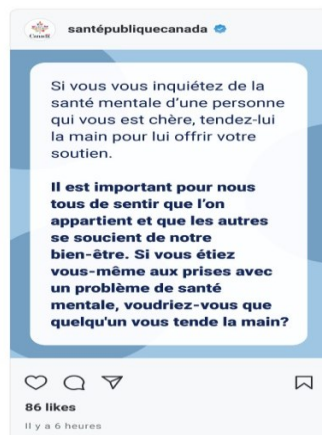 santépubliquecanada
Si vous vous inquiétez de la
santé mentale d'une personne
qui vous est chère, tendez-lui
la main pour lui offrir votre
soutien.
Il est important pour nous
tous de sentir que l'on
appartient et que les autres
se soucient de notre
bien-être. Si vous étiez
vous-même aux prises avec
un problème de santé
mentale, voudriez-vous que
quelqu'un vous tende la main?
86 likes
Il y a 6 heures